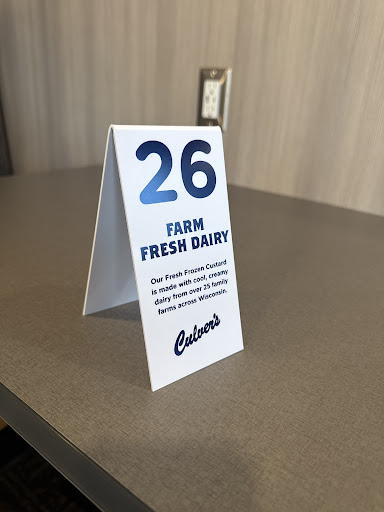 26
FARM
FRESH DAIRY
Our Fresh Frozen Custard
is made with cool, creamy
dairy from over 25 family
farms across Wisconsin.
Culver's